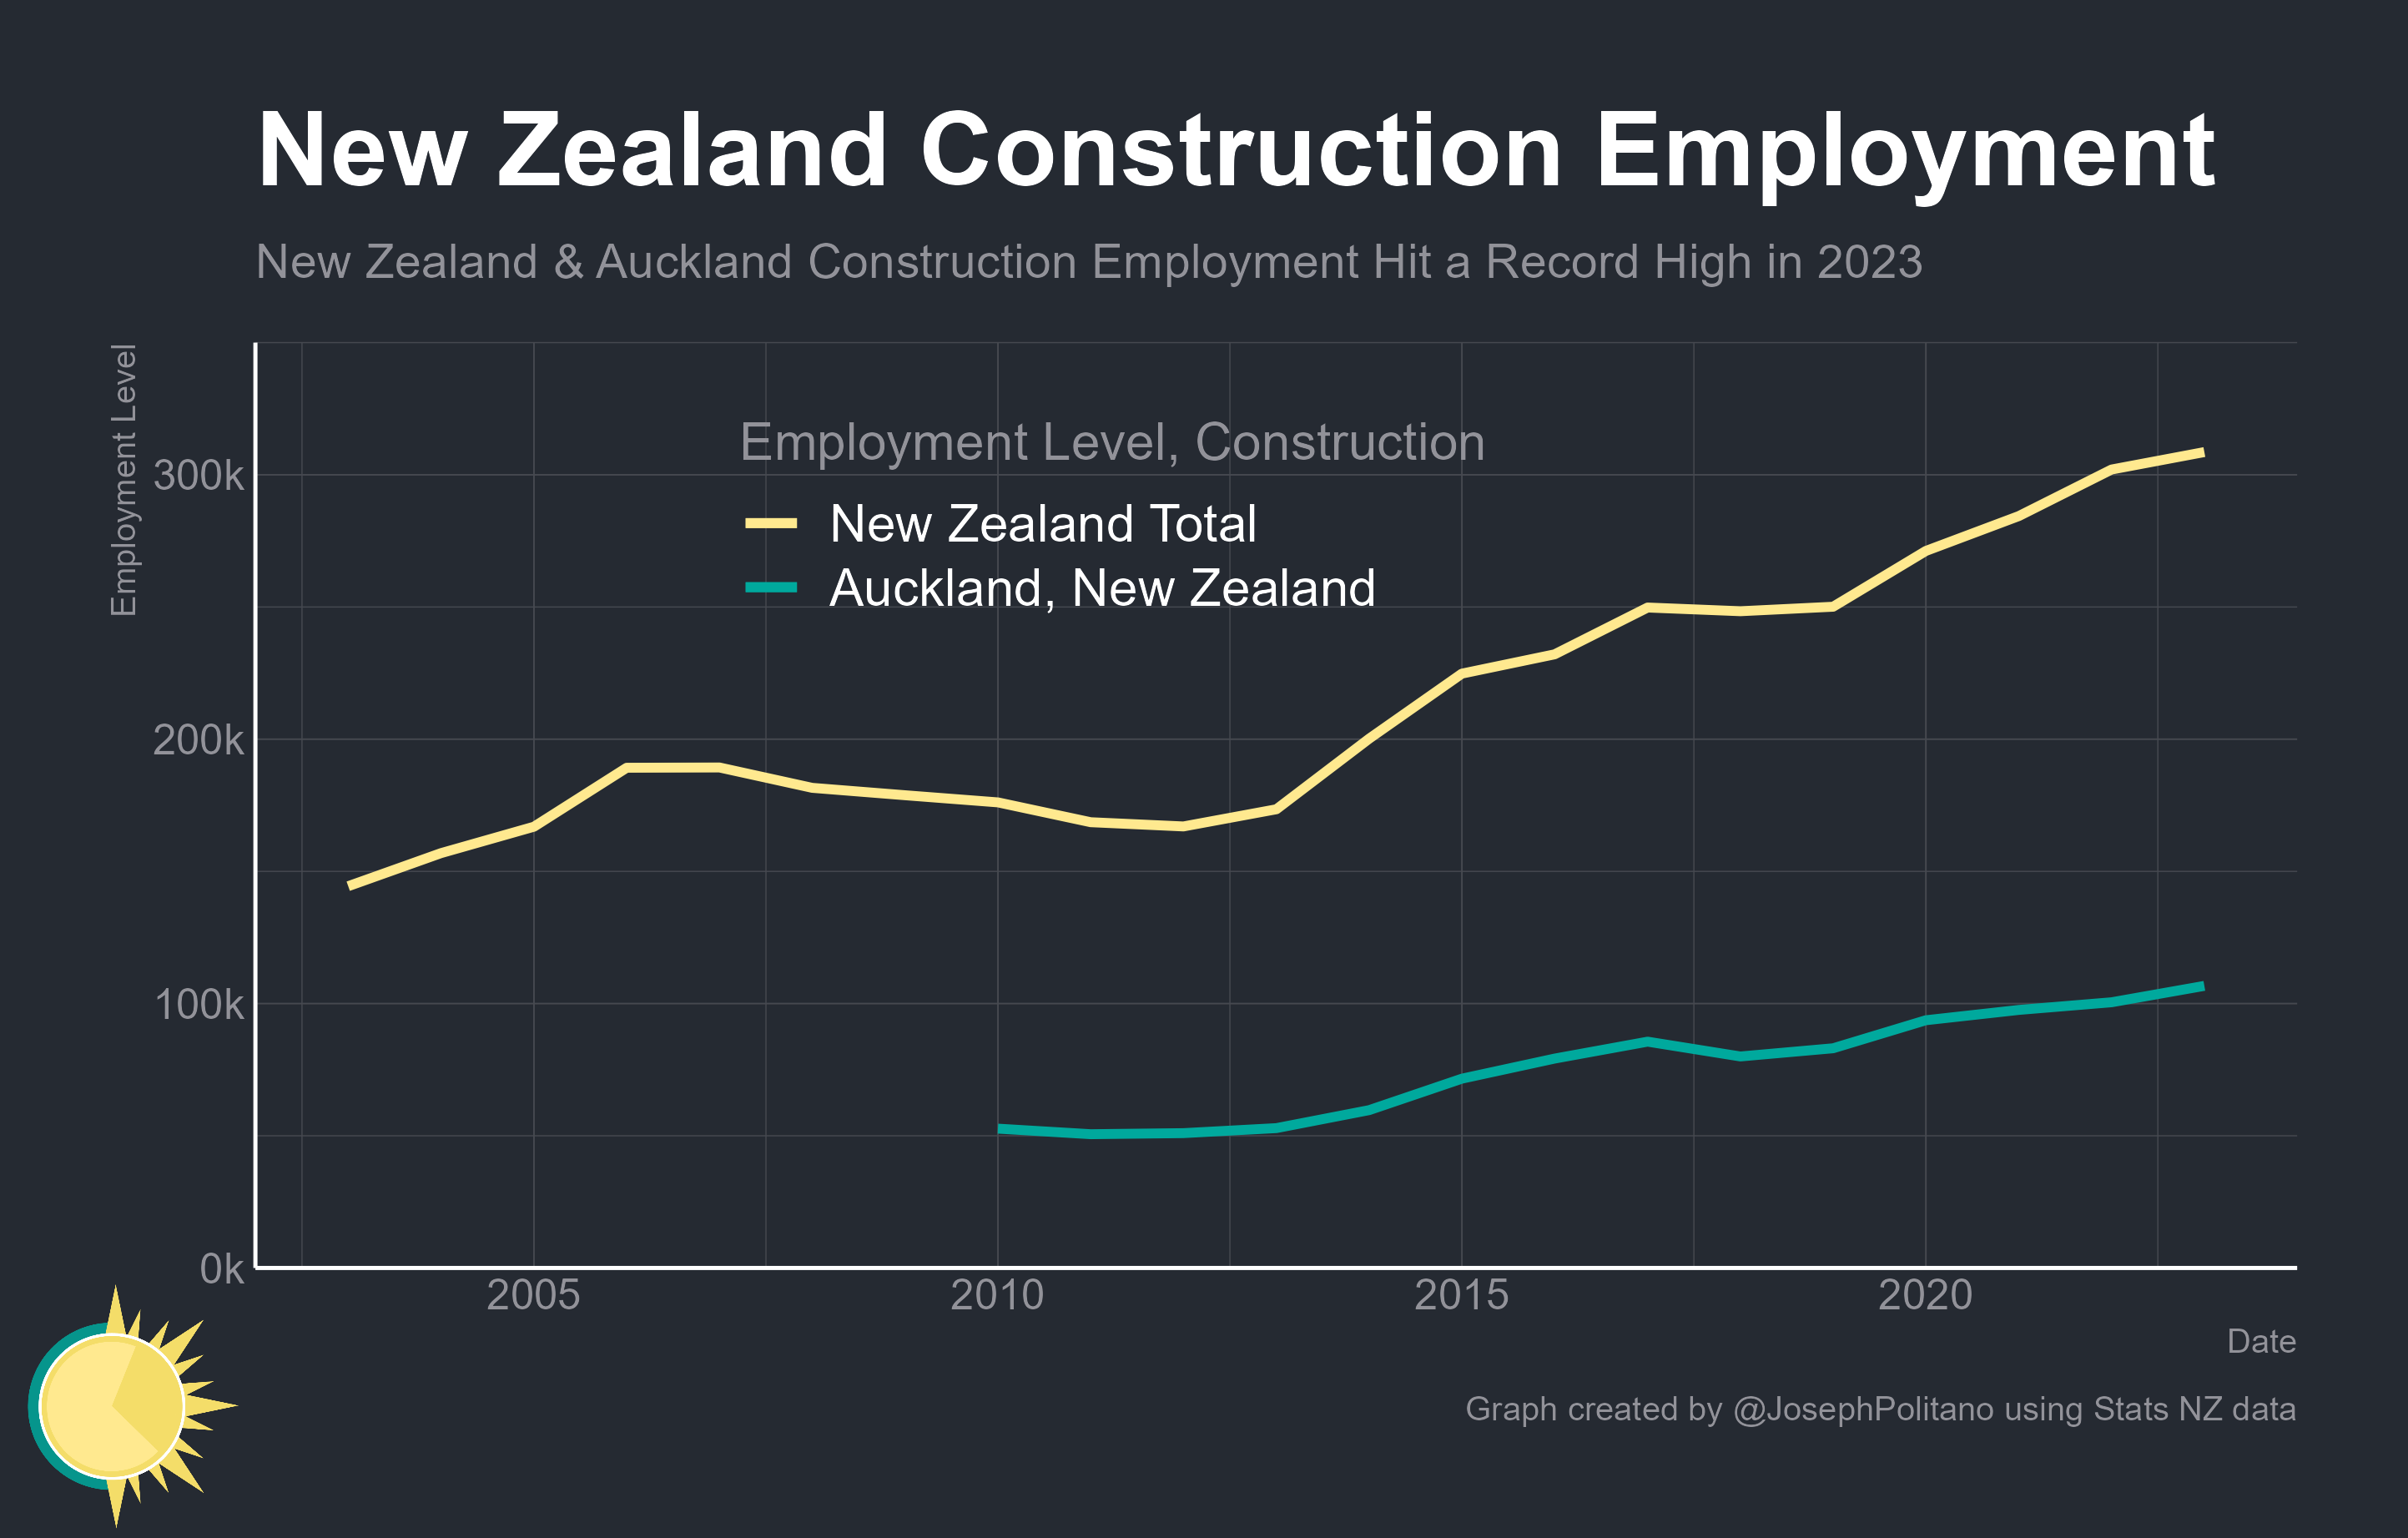 New Zealand Construction Employment
New Zealand & Auckland Construction Employment Hit a Record High in 2023
Employment Level
Employment Level, Construction
New Zealand Total
Auckland, New Zealand
300k
200k
100k
0k
2005
2010
2015
2020
Date
Graph created by @JosephPolitano using Stats NZ data